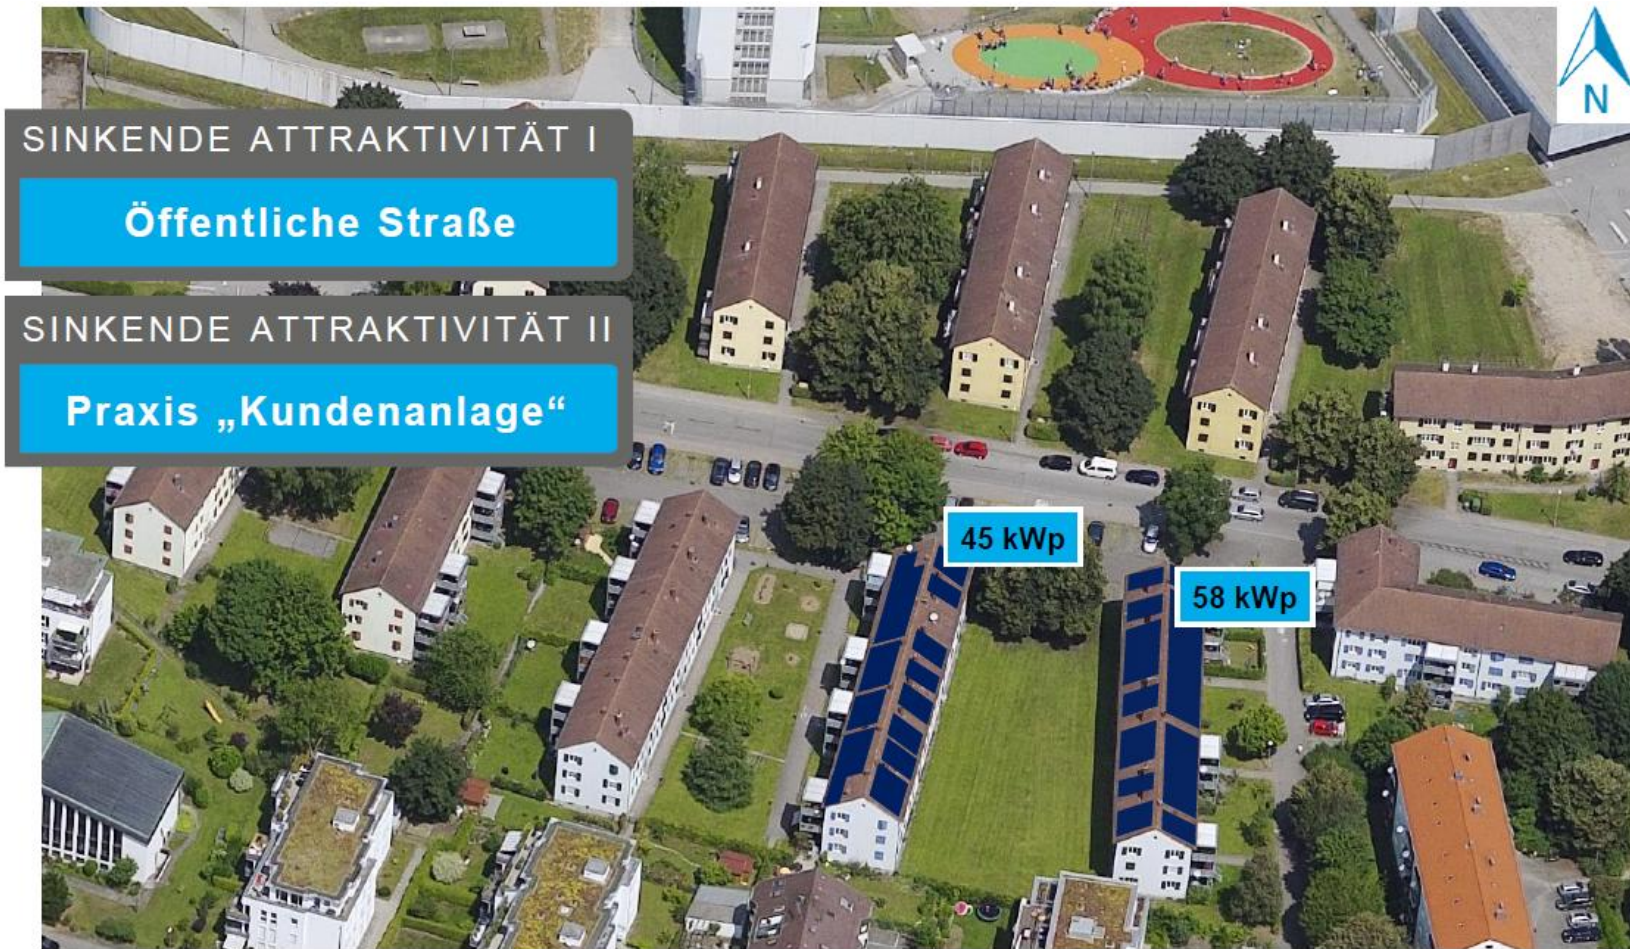 SINKENDE ATTRAKTIVITÄT I
Öffentliche Straße
SINKENDE ATTRAKTIVITÄT II
Praxis „Kundenanlage“
N
45 kWp
58 kWp